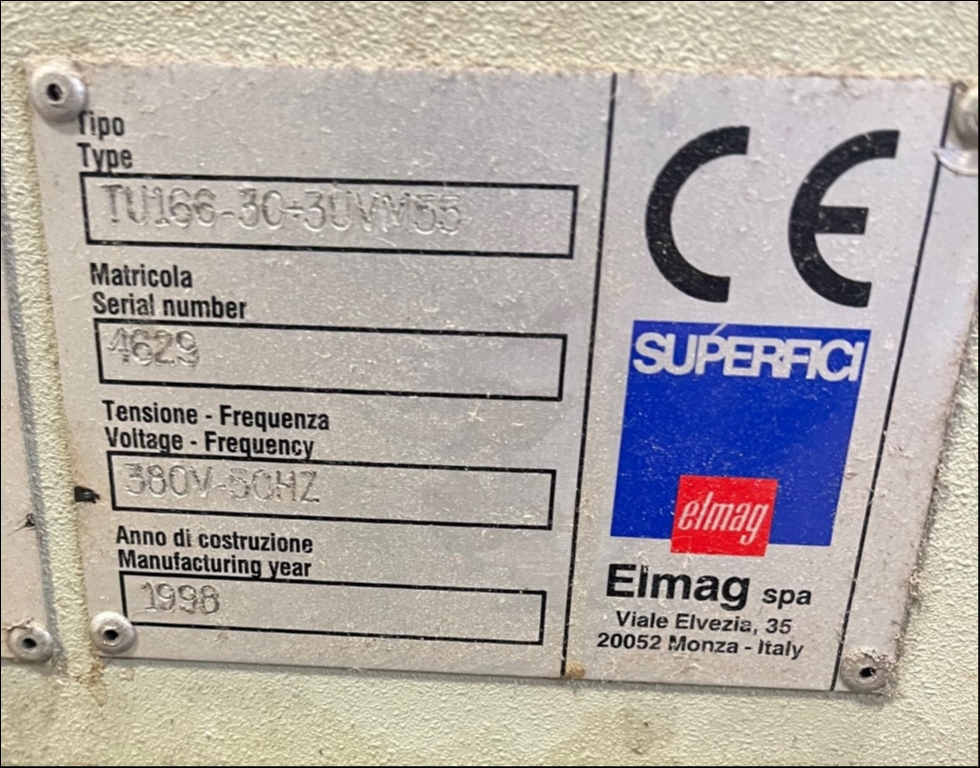 Tipo
Type
TU166-30+30VM55
Matricola
Serial number
4629
Tensione - Frequenza
Voltage - Frequency
380V-50HZ
Anno di costruzione
Manufacturing year
1998
CE
SUPERFICI
elmag
Elmag spa
Viale Elvezia, 35
20052 Monza - Italy